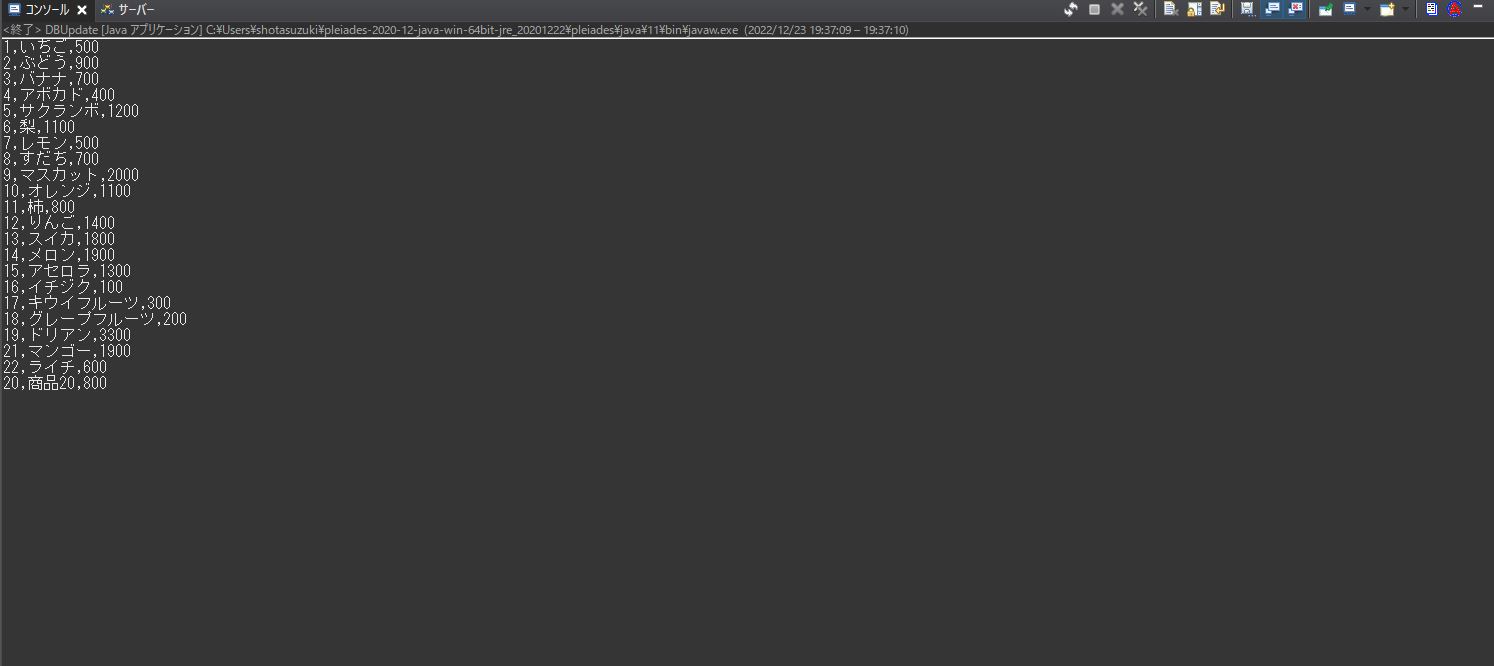 コンソール サーバー
<終了> DBUpdate [Java アプリケーション] C:¥Users¥shotasuzuki¥pleiades-2020-12-java-win-64bit-jre_20201222¥pleiades¥java¥11¥bin¥javaw.exe (2022/12/23 19:37:09 – 19:37:10)
1,いちご,500
2,ぶどう,900
3,バナナ,700
4,アボカド,400
5,サクランボ,1200
6,梨,1100
7,レモン,500
8,すだち,700
9,マスカット,2000
10,オレンジ,1100
11,柿,800
12,りんご,1400
13,スイカ,1800
14,メロン,1900
15,アセロラ,1300
16,イチジク,100
17,キウイフルーツ,300
18,グレープフルーツ,200
19,ドリアン,3300
21,マンゴー,1900
22,ライチ,600
20,商品20,800